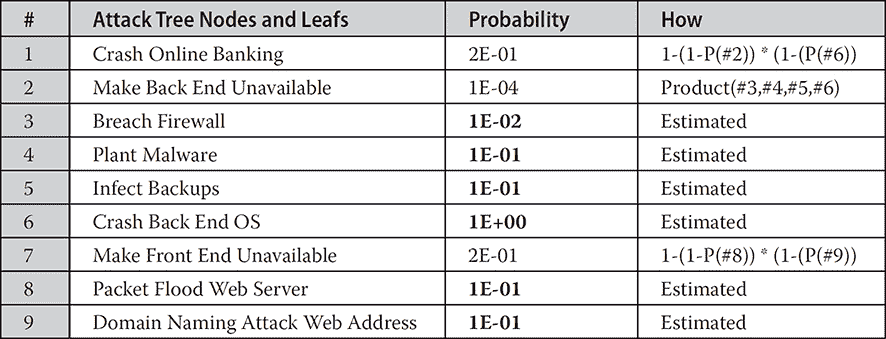 # Attack Tree Nodes and Leafs Probability How
1 Crash Online Banking 2E-01 1-(1-P(#2)) * (1-(P(#6))
2 Make Back End Unavailable 1E-04 Product(#3,#4,#5,#6)
3 Breach Firewall 1E-02 Estimated
4 Plant Malware 1E-01 Estimated
5 Infect Backups 1E-01 Estimated
6 Crash Back End OS 1E+00 Estimated
7 Make Front End Unavailable 2E-01 1-(1-P(#8)) * (1-(P(#9))
8 Packet Flood Web Server 1E-01 Estimated
9 Domain Naming Attack Web Address 1E-01 Estimated